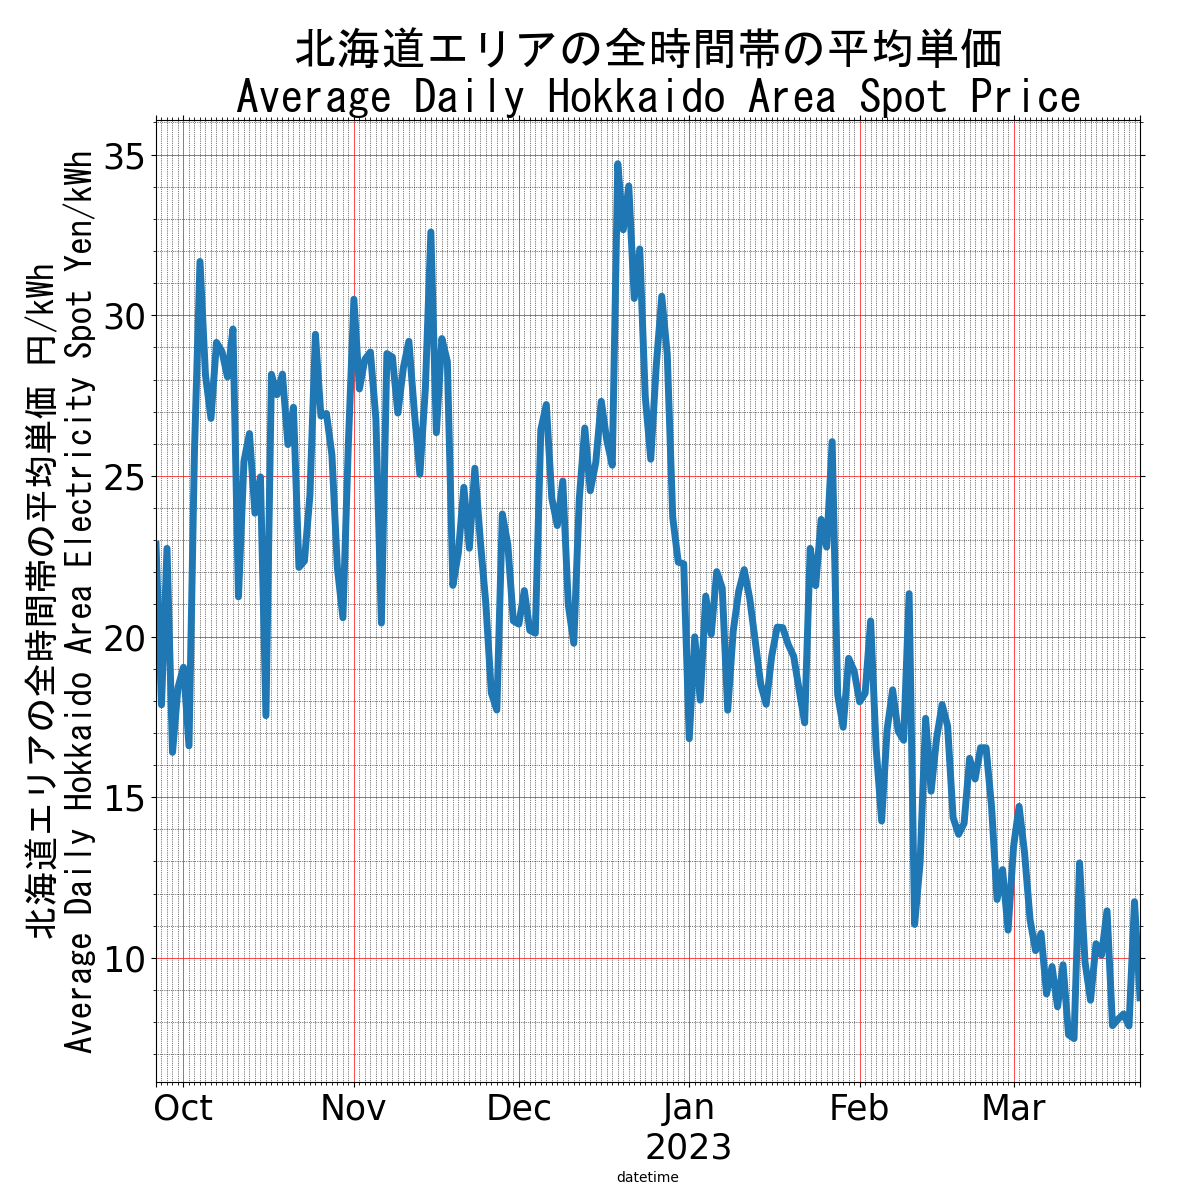 北海道エリアの全時間帯の平均単価
Average Daily Hokkaido Area Spot Price
北海道エリアの全時間帯の平均単価 円/kWh
Average Daily Hokkaido Area Electricity Spot Yen/kWh
35
30
25
20
15
10
Oct Nov Dec Jan Feb Mar
2023
datetime